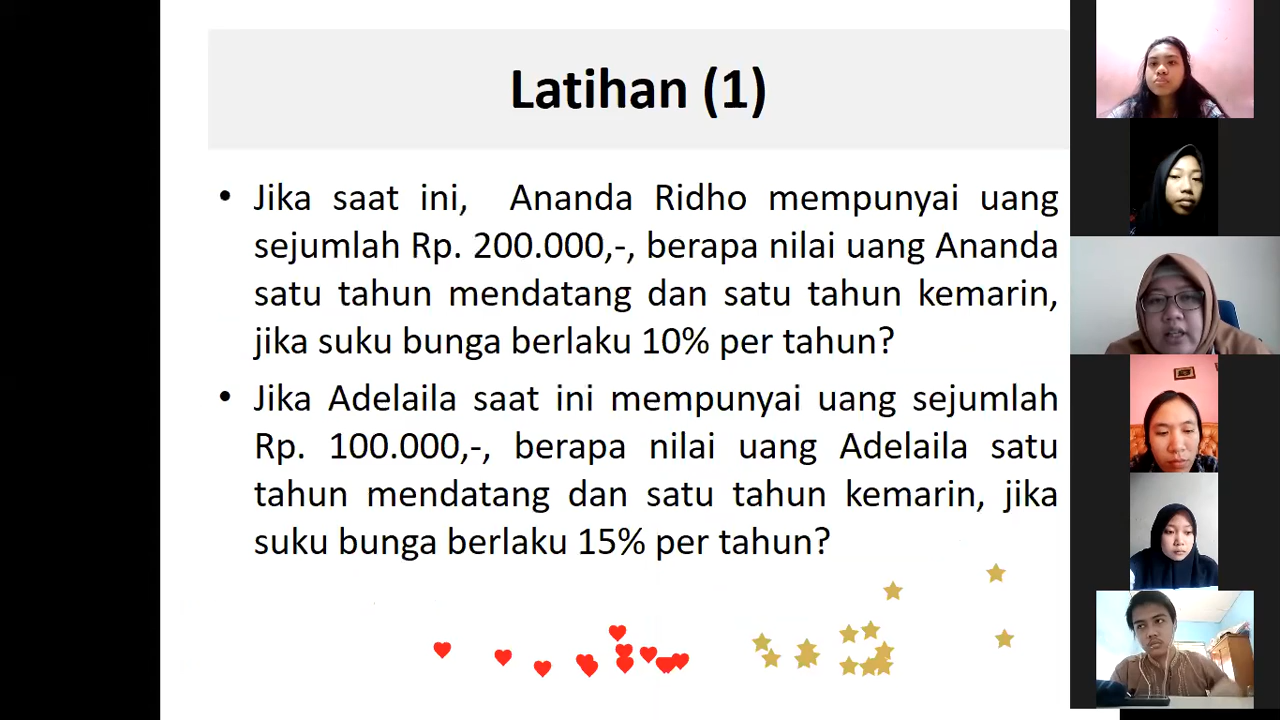 Latihan (1)
• Jika saat ini, Ananda Ridho mempunyai uang
sejumlah Rp. 200.000,-, berapa nilai uang Ananda
satu tahun mendatang dan satu tahun kemarin,
jika suku bunga berlaku 10% per tahun?
• Jika Adelaila saat ini mempunyai uang sejumlah
Rp. 100.000,-, berapa nilai uang Adelaila satu
tahun mendatang dan satu tahun kemarin, jika
suku bunga berlaku 15% per tahun?